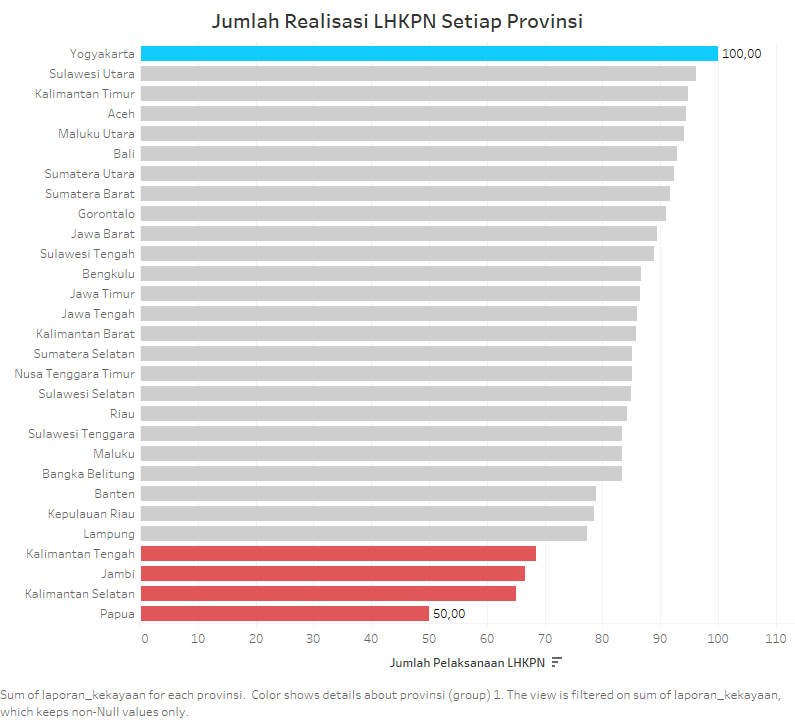 Jumlah Realisasi LHKPN Setiap Provinsi
Yogyakarta 100,00
Sulawesi Utara
Kalimantan Timur
Aceh
Maluku Utara
Bali
Sumatera Utara
Sumatera Barat
Gorontalo
Jawa Barat
Sulawesi Tengah
Bengkulu
Jawa Timur
Jawa Tengah
Kalimantan Barat
Sumatera Selatan
Nusa Tenggara Timur
Sulawesi Selatan
Riau
Sulawesi Tenggara
Maluku
Bangka Belitung
Banten
Kepulauan Riau
Lampung
Kalimantan Tengah
Jambi
Kalimantan Selatan
Papua 50,00
0 10 20 30 40 50 60 70 80 90 100 110
Jumlah Pelaksanaan LHKPN
Sum of laporan_kekayaan for each provinsi. Color shows details about provinsi (group) 1. The view is filtered on sum of laporan_kekayaan,
which keeps non-Null values only.